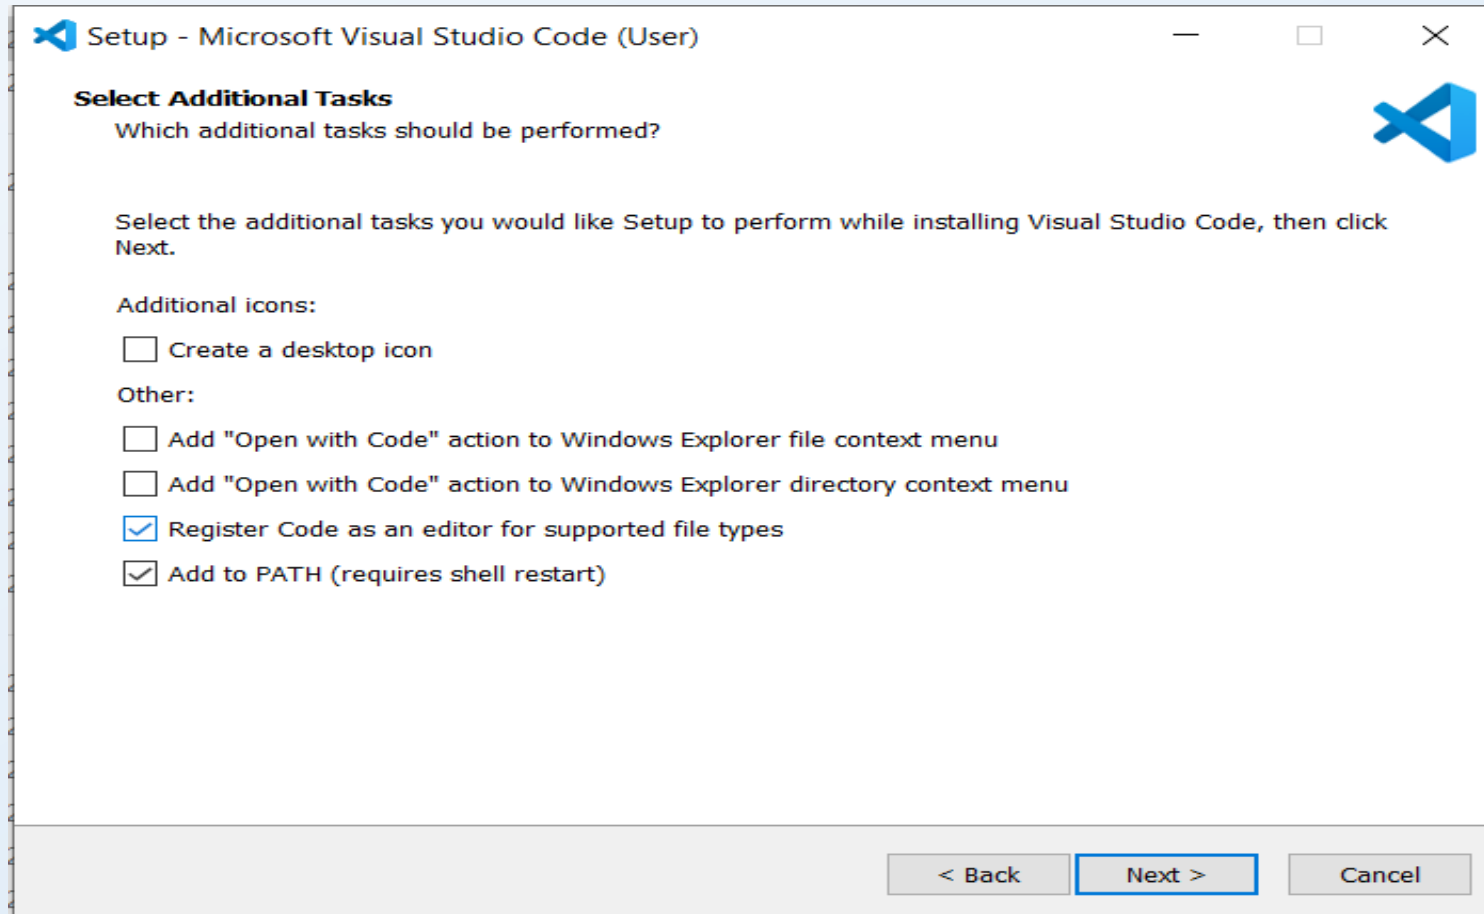 Setup - Microsoft Visual Studio Code (User)
Select Additional Tasks
Which additional tasks should be performed?
Select the additional tasks you would like Setup to perform while installing Visual Studio Code, then click
Next.
Additional icons:
Create a desktop icon
Other:
Add "Open with Code" action to Windows Explorer file context menu
Add "Open with Code" action to Windows Explorer directory context menu
Register Code as an editor for supported file types
Add to PATH (requires shell restart)
< Back
Next >
Cancel